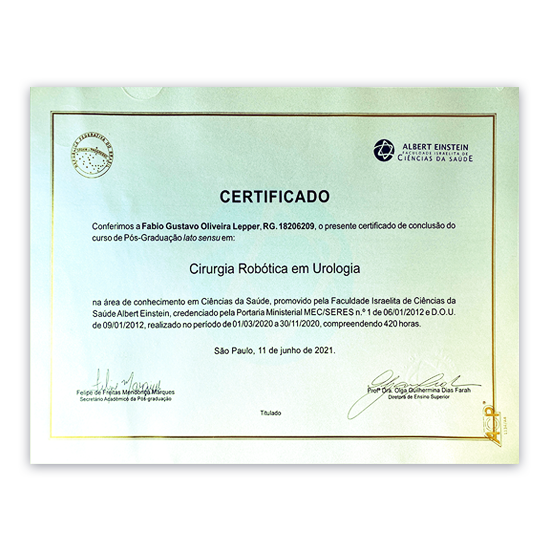 REPÚBLICA FEDERATIVA DO BRASIL
ALBERT EINSTEIN
FACULDADE ISRAELITA DE
CIÊNCIAS DA SAÚDE
CERTIFICADO
Conferimos a Fabio Gustavo Oliveira Lepper, RG. 18206209, o presente certificado de conclusão do
curso de Pós-Graduação lato sensu em:
Cirurgia Robótica em Urologia
na área de conhecimento em Ciências da Saúde, promovido pela Faculdade Israelita de Ciências da
Saúde Albert Einstein, credenciado pela Portaria Ministerial MEC/SERES n.º 1 de 06/01/2012 e D.O.U.
de 09/01/2012, realizado no período de 01/03/2020 a 30/11/2020, compreendendo 420 horas.
São Paulo, 11 de junho de 2021.
Felipe de Freitas Mendonça Marques
Secretário Acadêmico da Pós-graduação
Profª Dra. Olga Guilhermina Dias Farah
Diretora de Ensino Superior
Titulado